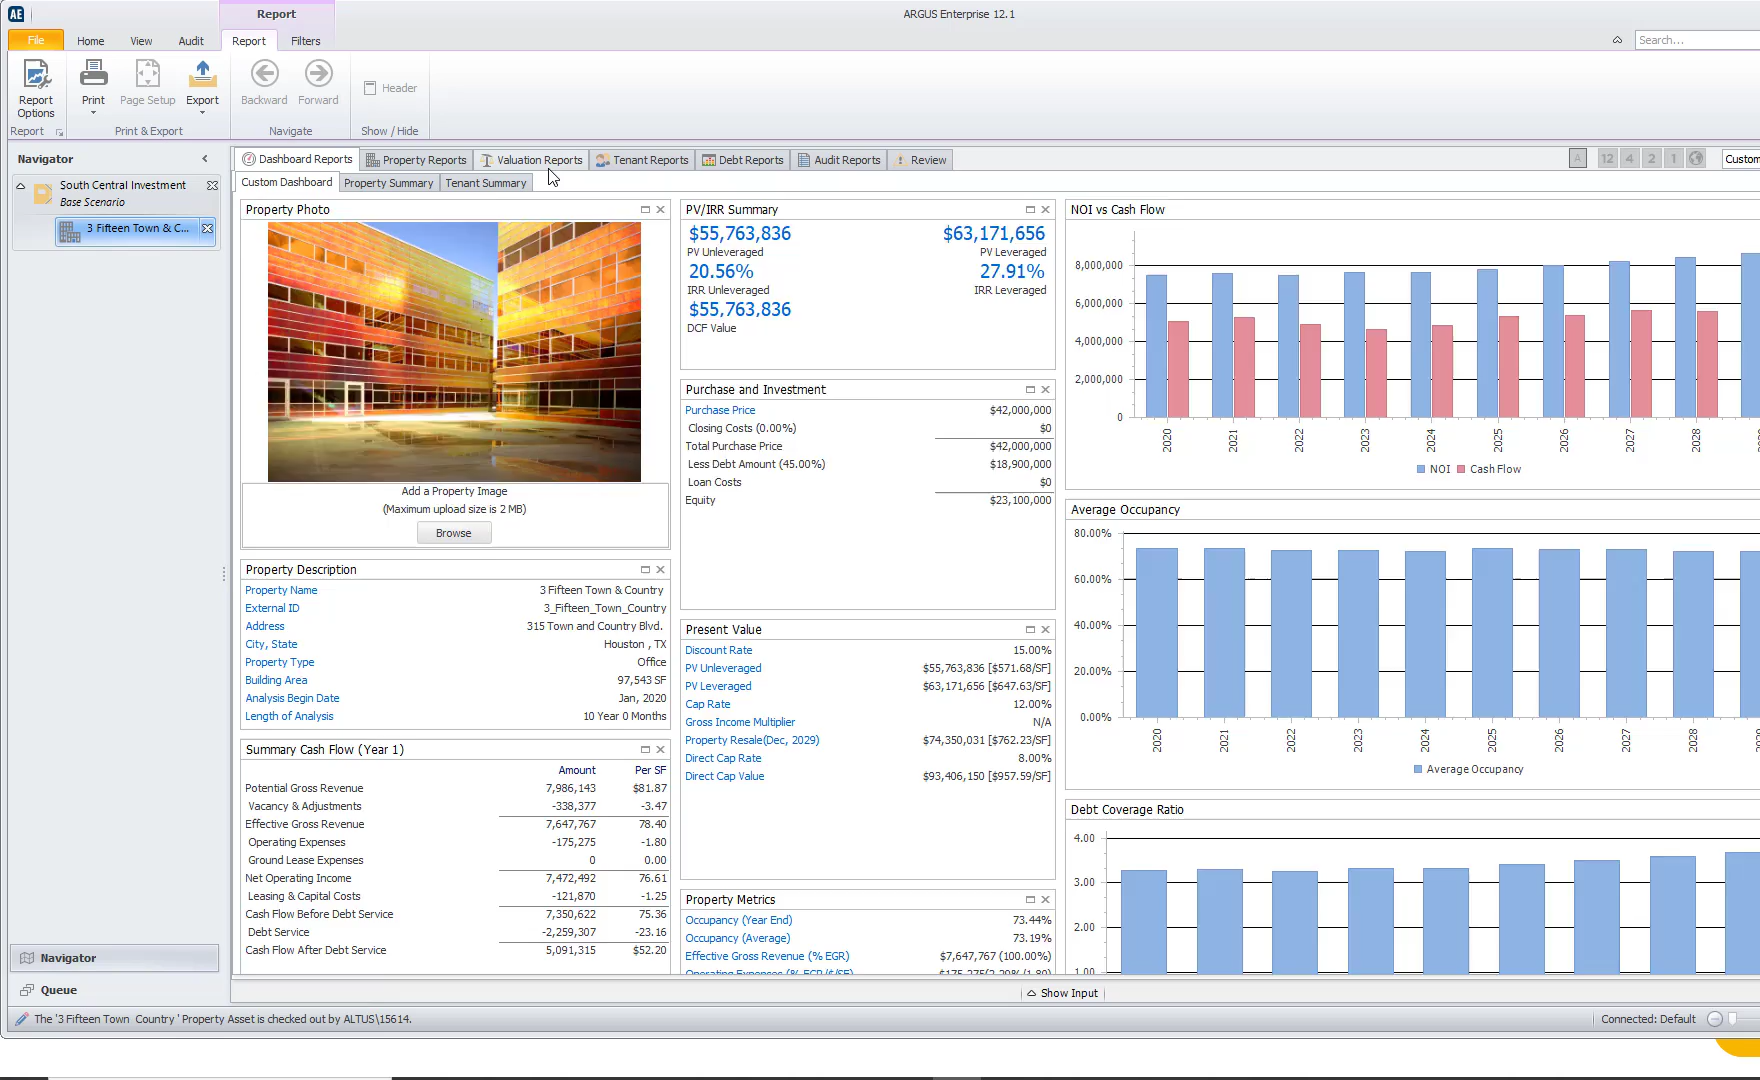 AE
Report
ARGUS Enterprise 12.1
File
Home
View
Audit
Report
Filters
Search...
Report
Options
Print
Page Setup
Export
Backward
Forward
Header
Report
Print & Export
Navigate
Show / Hide
Navigator
South Central Investment
Base Scenario
3 Fifteen Town & C...
Dashboard Reports
Property Reports
Valuation Reports
Tenant Reports
Debt Reports
Audit Reports
Review
A
12
4
2
1
Custom
Custom Dashboard
Property Summary
Tenant Summary
Property Photo
Add a Property Image
(Maximum upload size is 2 MB)
Browse
Property Description
Property Name 3 Fifteen Town & Country
External ID 3_Fifteen_Town_Country
Address 315 Town and Country Blvd.
City, State Houston , TX
Property Type Office
Building Area 97,543 SF
Analysis Begin Date Jan, 2020
Length of Analysis 10 Year 0 Months
Summary Cash Flow (Year 1)
Amount Per SF
Potential Gross Revenue 7,986,143 $81.87
Vacancy & Adjustments -338,377 -3.47
Effective Gross Revenue 7,647,767 78.40
Operating Expenses -175,275 -1.80
Ground Lease Expenses 0 0.00
Net Operating Income 7,472,492 76.61
Leasing & Capital Costs -121,870 -1.25
Cash Flow Before Debt Service 7,350,622 75.36
Debt Service -2,259,307 -23.16
Cash Flow After Debt Service 5,091,315 $52.20
PV/IRR Summary
$55,763,836 $63,171,656
PV Unleveraged PV Leveraged
20.56% 27.91%
IRR Unleveraged IRR Leveraged
$55,763,836
DCF Value
Purchase and Investment
Purchase Price $42,000,000
Closing Costs (0.00%) $0
Total Purchase Price $42,000,000
Less Debt Amount (45.00%) $18,900,000
Loan Costs $0
Equity $23,100,000
Present Value
Discount Rate 15.00%
PV Unleveraged $55,763,836 [$571.68/SF]
PV Leveraged $63,171,656 [$647.63/SF]
Cap Rate 12.00%
Gross Income Multiplier N/A
Property Resale(Dec, 2029) $74,350,031 [$762.23/SF]
Direct Cap Rate 8.00%
Direct Cap Value $93,406,150 [$957.59/SF]
Property Metrics
Occupancy (Year End) 73.44%
Occupancy (Average) 73.19%
Effective Gross Revenue (% EGR) $7,647,767 (100.00%)
Operating Expenses (% EGR/$/SF) $175,275(2.29%/1.80)
NOI vs Cash Flow
8,000,000
6,000,000
4,000,000
2,000,000
0
2020 2021 2022 2023 2024 2025 2026 2027 2028
NOI Cash Flow
Average Occupancy
80.00%
60.00%
40.00%
20.00%
0.00%
2020 2021 2022 2023 2024 2025 2026 2027 2028
Average Occupancy
Debt Coverage Ratio
4.00
3.00
2.00
1.00
Navigator
Queue
Show Input
The '3 Fifteen Town Country ' Property Asset is checked out by ALTUS\15614.
Connected: Default